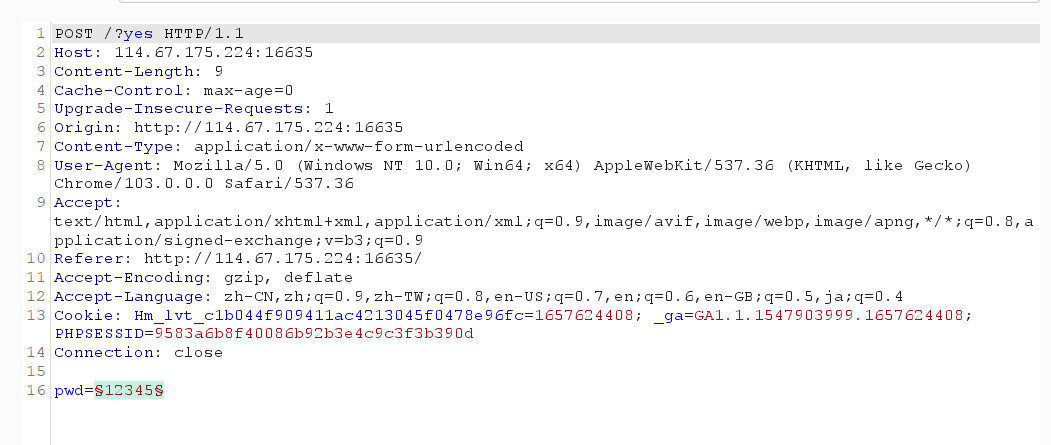 1 POST /?yes HTTP/1.1
2 Host: 114.67.175.224:16635
3 Content-Length: 9
4 Cache-Control: max-age=0
5 Upgrade-Insecure-Requests: 1
6 Origin: http://114.67.175.224:16635
7 Content-Type: application/x-www-form-urlencoded
8 User-Agent: Mozilla/5.0 (Windows NT 10.0; Win64; x64) AppleWebKit/537.36 (KHTML, like Gecko)
Chrome/103.0.0.0 Safari/537.36
9 Accept:
text/html,application/xhtml+xml,application/xml;q=0.9,image/avif,image/webp,image/apng,*/*;q=0.8,a
pplication/signed-exchange;v=b3;q=0.9
10 Referer: http://114.67.175.224:16635/
11 Accept-Encoding: gzip, deflate
12 Accept-Language: zh-CN,zh;q=0.9,zh-TW;q=0.8,en-US;q=0.7,en;q=0.6,en-GB;q=0.5,ja;q=0.4
13 Cookie: Hm_lvt_c1b044f909411ac4213045f0478e96fc=1657624408; _ga=GA1.1.1547903999.1657624408;
PHPSESSID=9583a6b8f40086b92b3e4c9c3f3b390d
14 Connection: close
15
16 pwd=§12345§